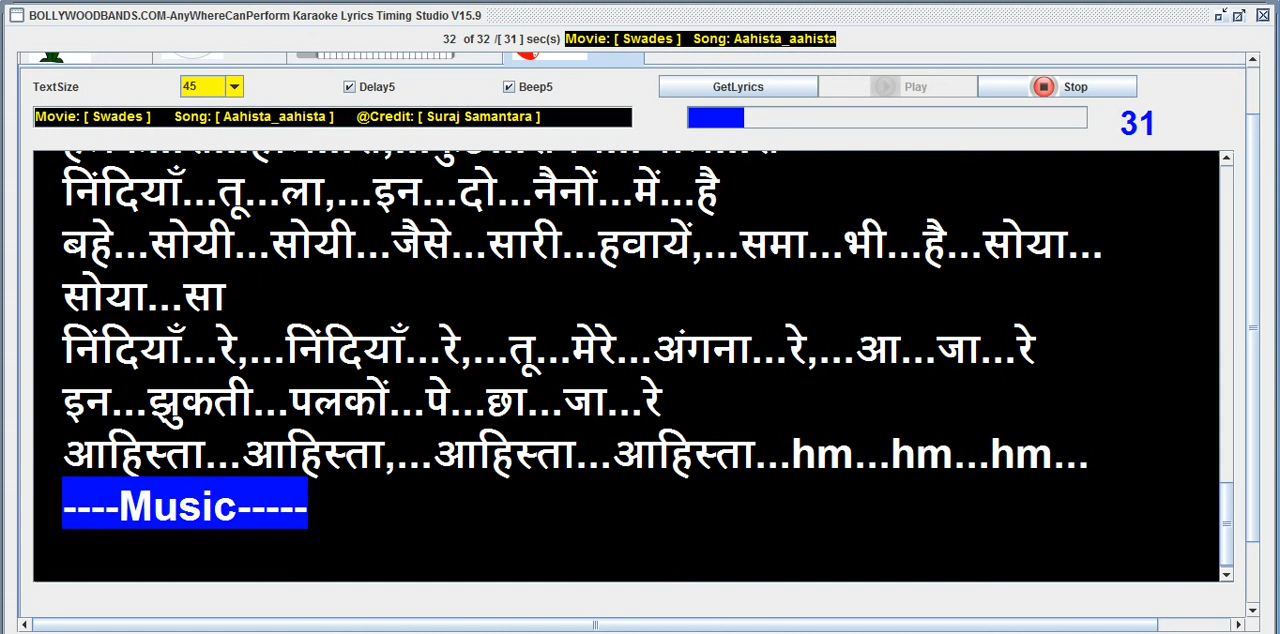 BOLLYWOODBANDS.COM-AnyWhereCanPerform Karaoke Lyrics Timing Studio V15.9
32 of 32 /[ 31 ] sec(s) Movie: [ Swades ] Song: Aahista_aahista
TextSize 45 Delay5 Beep5 GetLyrics Play Stop
Movie: [ Swades ] Song: [ Aahista_aahista ] @Credit: [ Suraj Samantara ] 31
निंदियाँ...तू...ला,...इन...दो...नैनों...में...है
बहे...सोयी...सोयी...जैसे...सारी...हवायें,...समा...भी...है...सोया...
सोया...सा
निंदियाँ...रे,...निंदियाँ...रे,...तू...मेरे...अंगना...रे,...आ...जा...रे
इन...झुकती...पलकों...पे...छा...जा...रे
आहिस्ता...आहिस्ता,...आहिस्ता...आहिस्ता...hm...hm...hm...
----Music-----